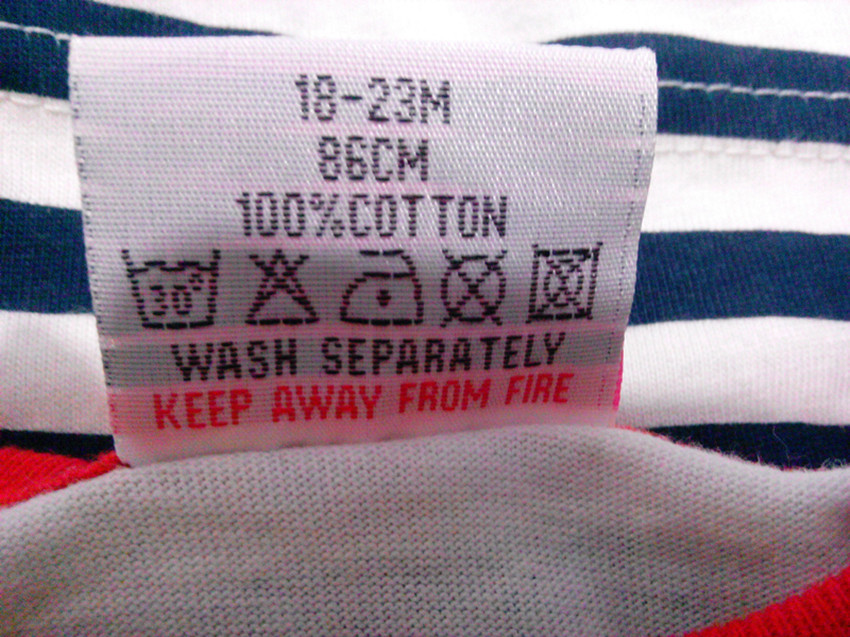 18-23M
86CM
100%COTTON
30°
WASH SEPARATELY
KEEP AWAY FROM FIRE